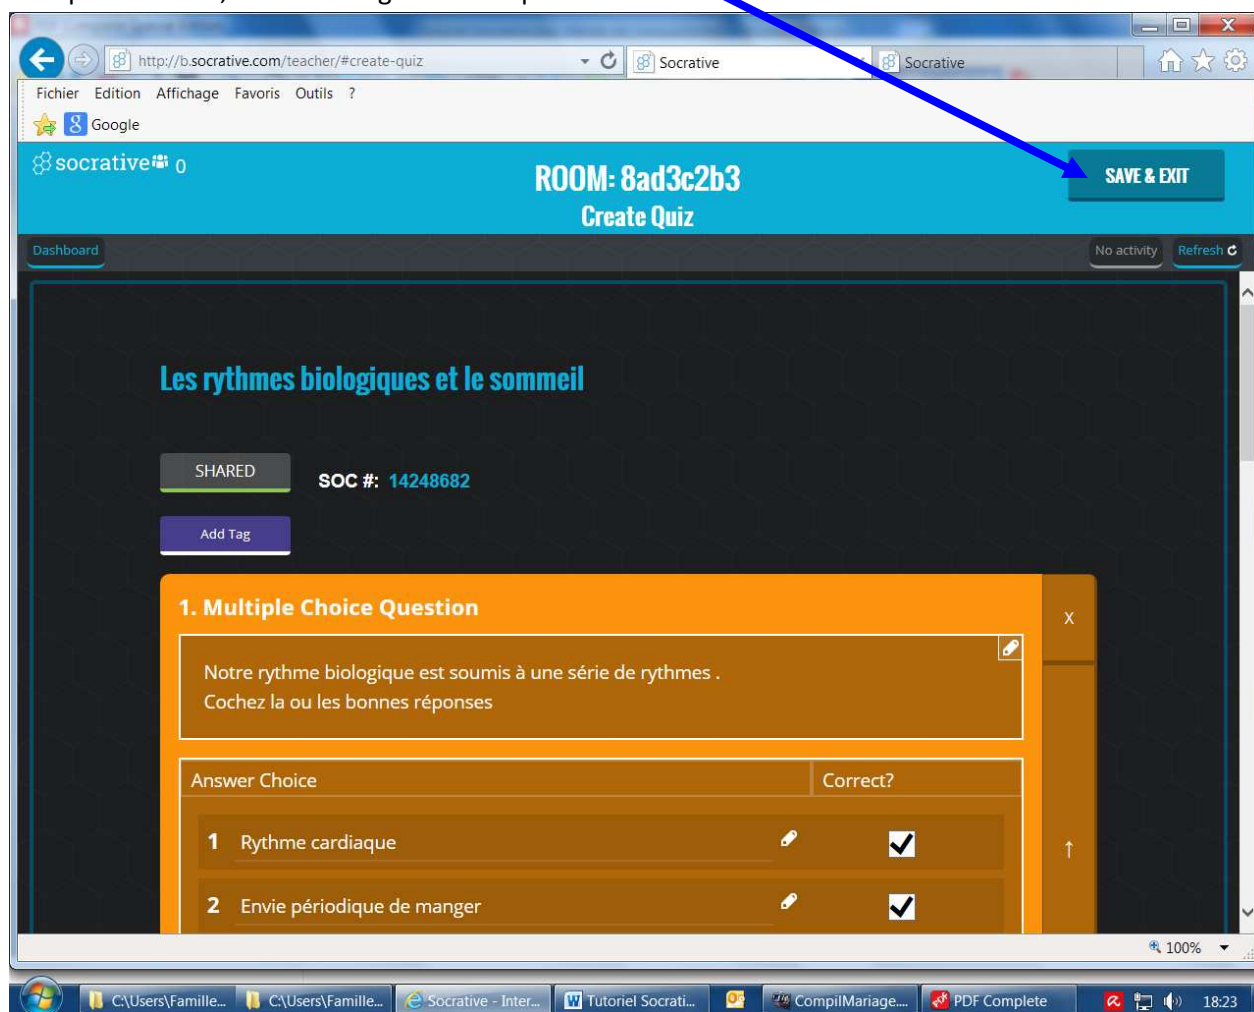 http://b.socrative.com/teacher/#create-quiz
Socrative
Socrative
Fichier Edition Affichage Favoris Outils ?
Google
socrative 0
ROOM: 8ad3c2b3
SAVE & EXIT
Create Quiz
Dashboard
No activity
Refresh
Les rythmes biologiques et le sommeil
SHARED
SOC #: 14248682
Add Tag
1. Multiple Choice Question
X
Notre rythme biologique est soumis à une série de rythmes .
Cochez la ou les bonnes réponses
Answer Choice
Correct?
1 Rythme cardiaque
2 Envie périodique de manger
100%
C:\Users\Famille...
C:\Users\Famille...
Socrative - Inter...
Tutoriel Socrati...
CompilMariage....
PDF Complete
18:23